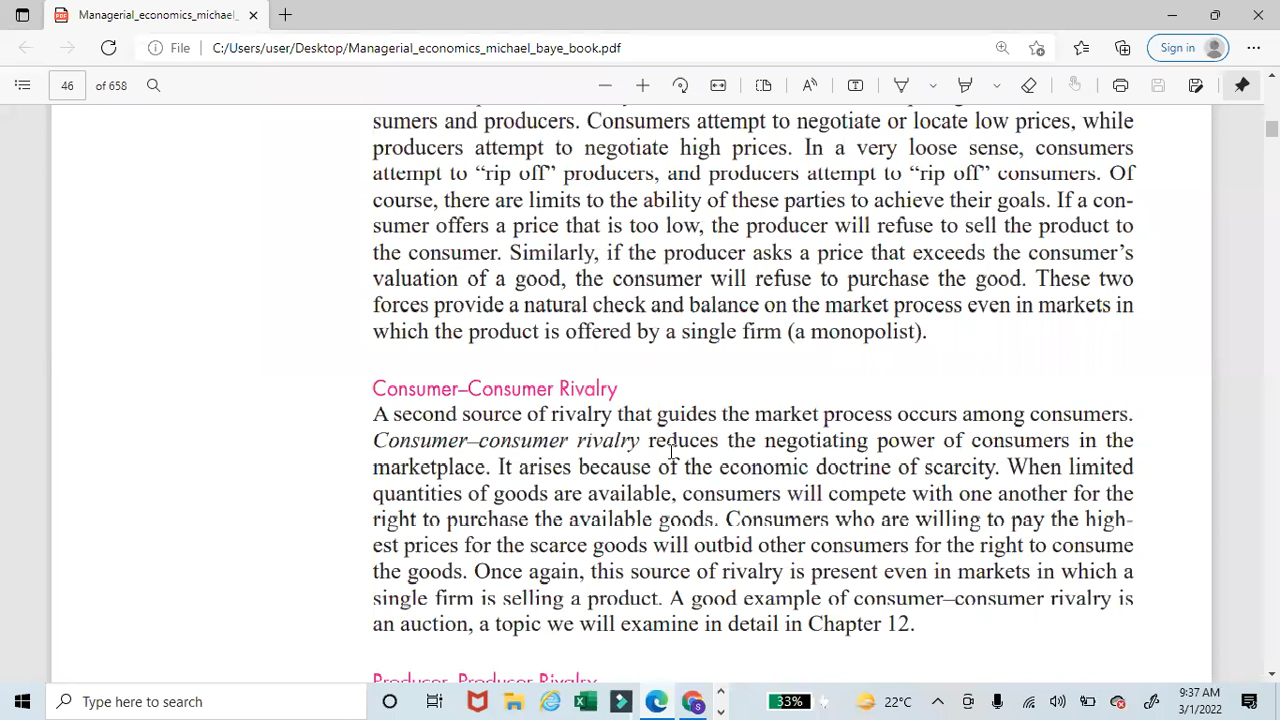 Managerial_economics_michael_
File
C:/Users/user/Desktop/Managerial_economics_michael_baye_book.pdf
Sign in
46 of 658
sumers and producers. Consumers attempt to negotiate or locate low prices, while
producers attempt to negotiate high prices. In a very loose sense, consumers
attempt to “rip off” producers, and producers attempt to “rip off” consumers. Of
course, there are limits to the ability of these parties to achieve their goals. If a con-
sumer offers a price that is too low, the producer will refuse to sell the product to
the consumer. Similarly, if the producer asks a price that exceeds the consumer’s
valuation of a good, the consumer will refuse to purchase the good. These two
forces provide a natural check and balance on the market process even in markets in
which the product is offered by a single firm (a monopolist).
Consumer–Consumer Rivalry
A second source of rivalry that guides the market process occurs among consumers.
Consumer–consumer rivalry reduces the negotiating power of consumers in the
marketplace. It arises because of the economic doctrine of scarcity. When limited
quantities of goods are available, consumers will compete with one another for the
right to purchase the available goods. Consumers who are willing to pay the high-
est prices for the scarce goods will outbid other consumers for the right to consume
the goods. Once again, this source of rivalry is present even in markets in which a
single firm is selling a product. A good example of consumer–consumer rivalry is
an auction, a topic we will examine in detail in Chapter 12.
Producer–Producer Rivalry
Type here to search
33%
22°C
9:37 AM
3/1/2022